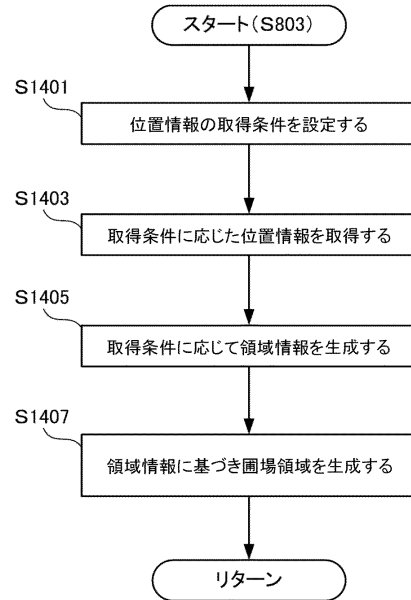 スタート(S803)
S1401
位置情報の取得条件を設定する
S1403
取得条件に応じた位置情報を取得する
S1405
取得条件に応じて領域情報を生成する
S1407
領域情報に基づき圃場領域を生成する
リターン